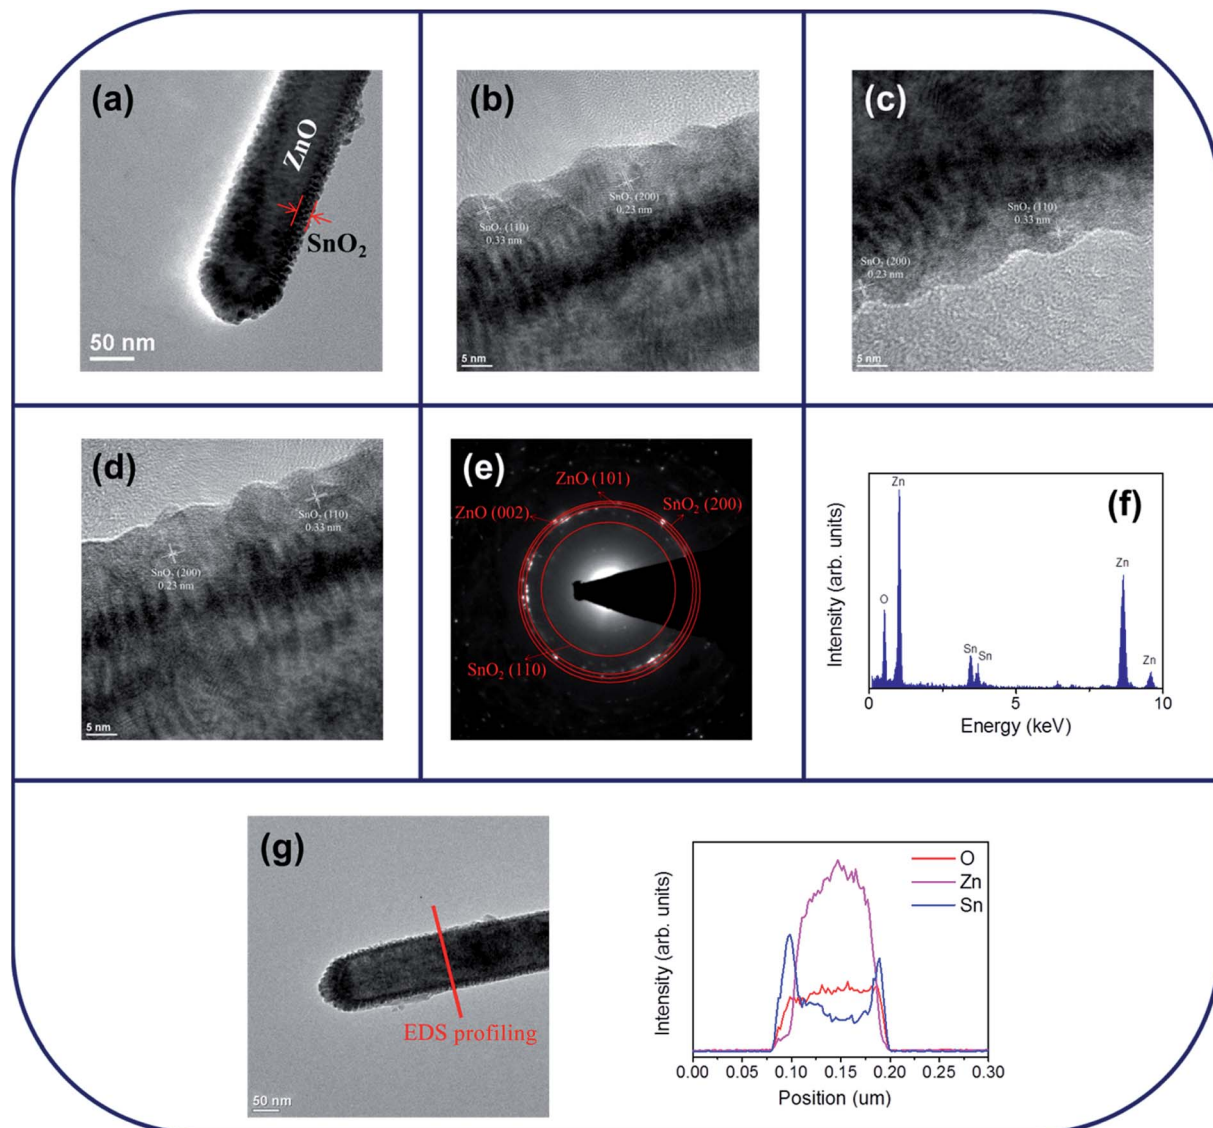 (a)
ZnO
SnO₂
50 nm
(b)
SnO₂ (200)
0.23 nm
SnO₂ (110)
0.33 nm
5 nm
(c)
SnO₂ (110)
0.33 nm
SnO₂ (200)
0.23 nm
5 nm
(d)
SnO₂ (110)
0.33 nm
SnO₂ (200)
0.23 nm
5 nm
(e)
ZnO (101)
ZnO (002)
SnO₂ (200)
SnO₂ (110)
(f)
Intensity (arb. units)
Zn
O
Sn
Sn
Zn
Zn
0 5 10
Energy (keV)
(g)
EDS profiling
50 nm
Intensity (arb. units)
O
Zn
Sn
0.00 0.05 0.10 0.15 0.20 0.25 0.30
Position (um)